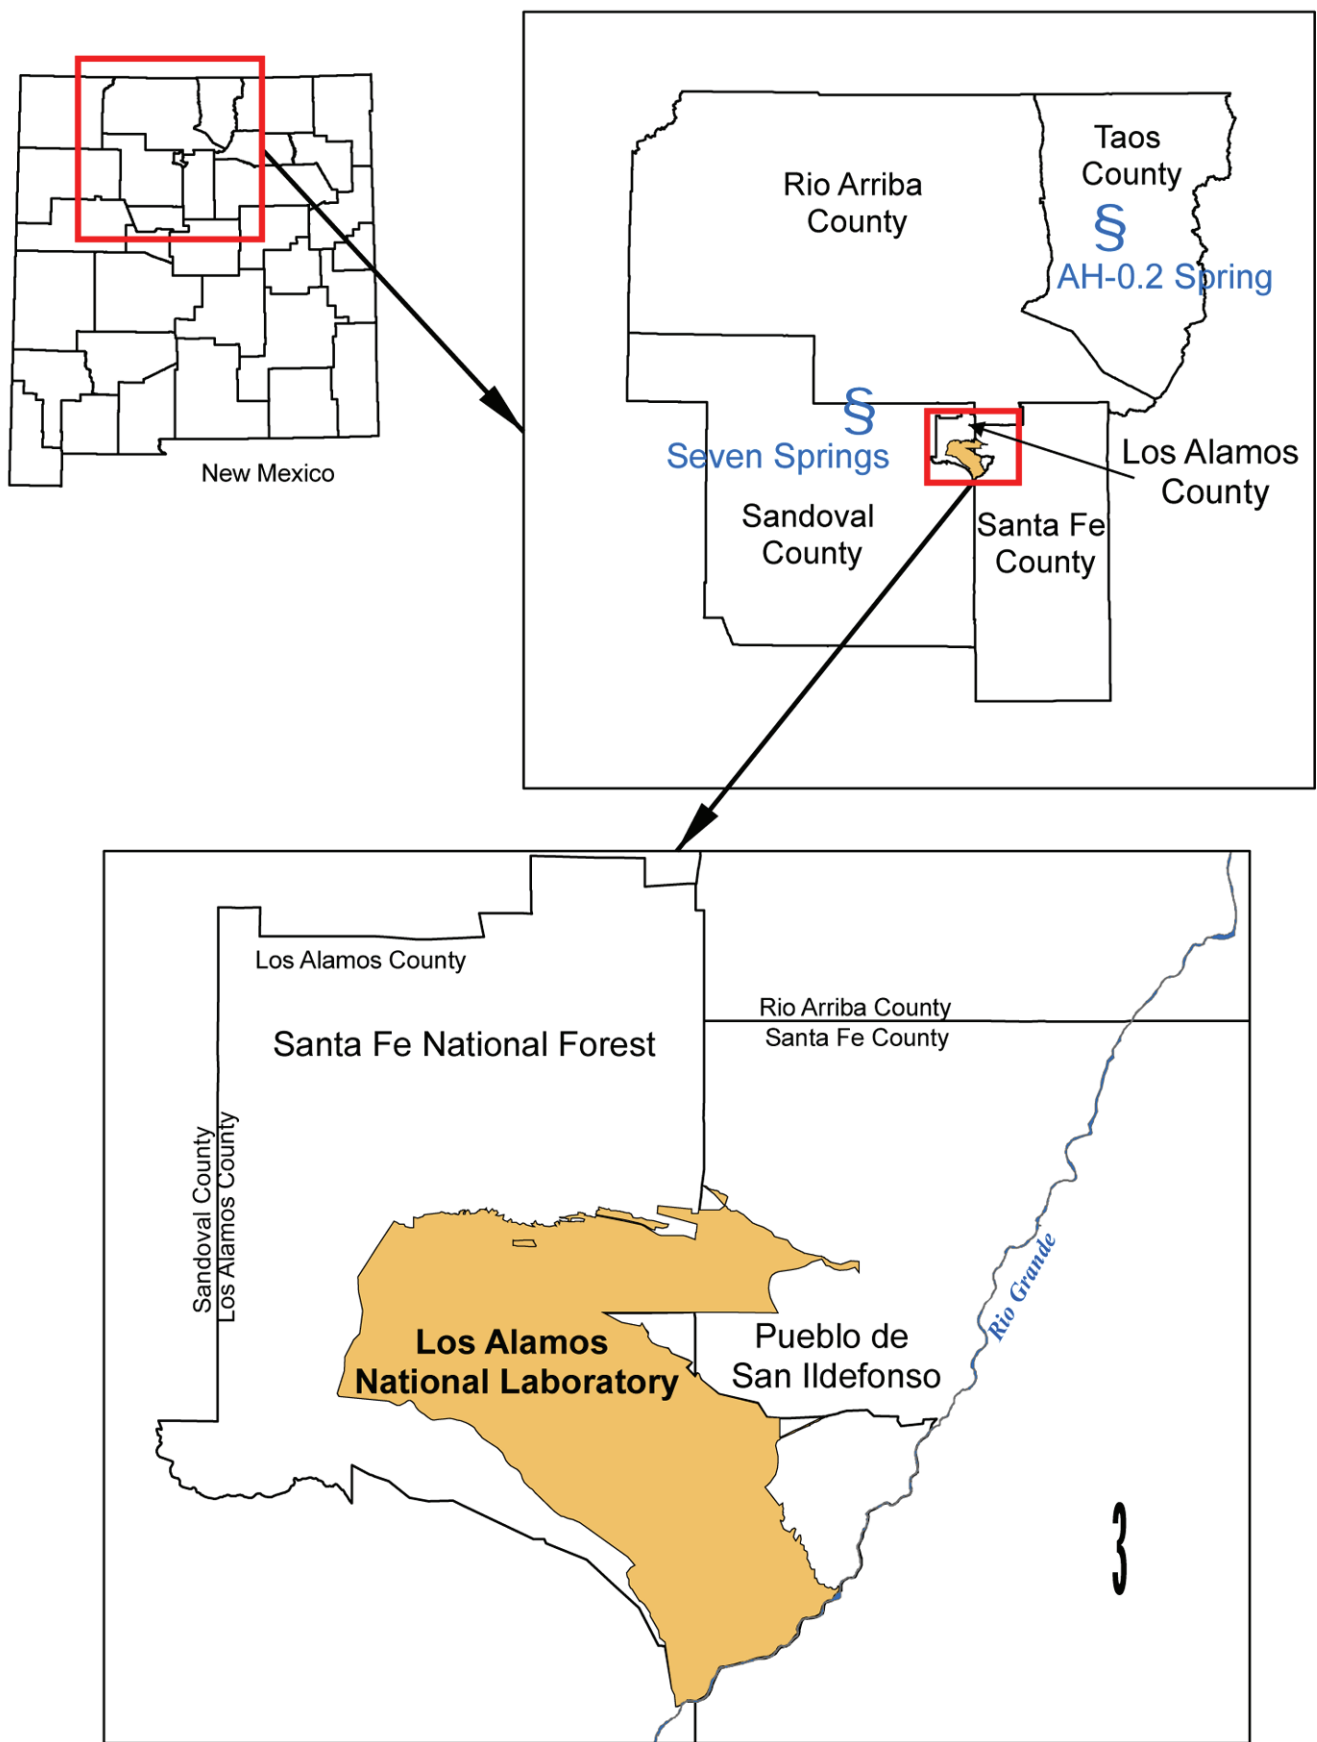 New Mexico
Rio Arriba
County
Taos
County
§
AH-0.2 Spring
§
Seven Springs
Sandoval
County
Santa Fe
County
Los Alamos
County
Los Alamos County
Santa Fe National Forest
Rio Arriba County
Santa Fe County
Sandoval County
Los Alamos County
Rio Grande
Los Alamos
National Laboratory
Pueblo de
San Ildefonso
3